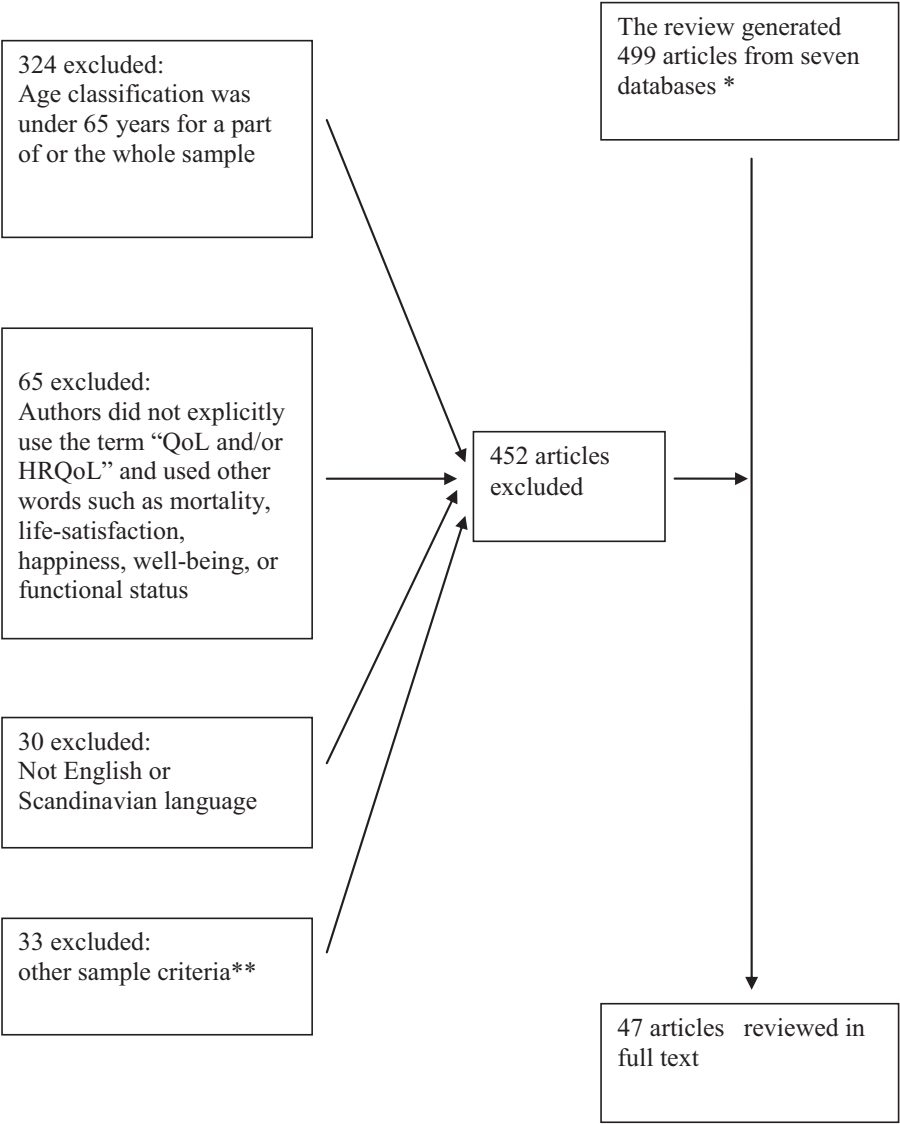 The review generated
499 articles from seven
databases *
324 excluded:
Age classification was
under 65 years for a part
of or the whole sample
65 excluded:
Authors did not explicitly
use the term “QoL and/or
HRQoL” and used other
words such as mortality,
life-satisfaction,
happiness, well-being, or
functional status
30 excluded:
Not English or
Scandinavian language
33 excluded:
other sample criteria**
452 articles
excluded
47 articles reviewed in
full text